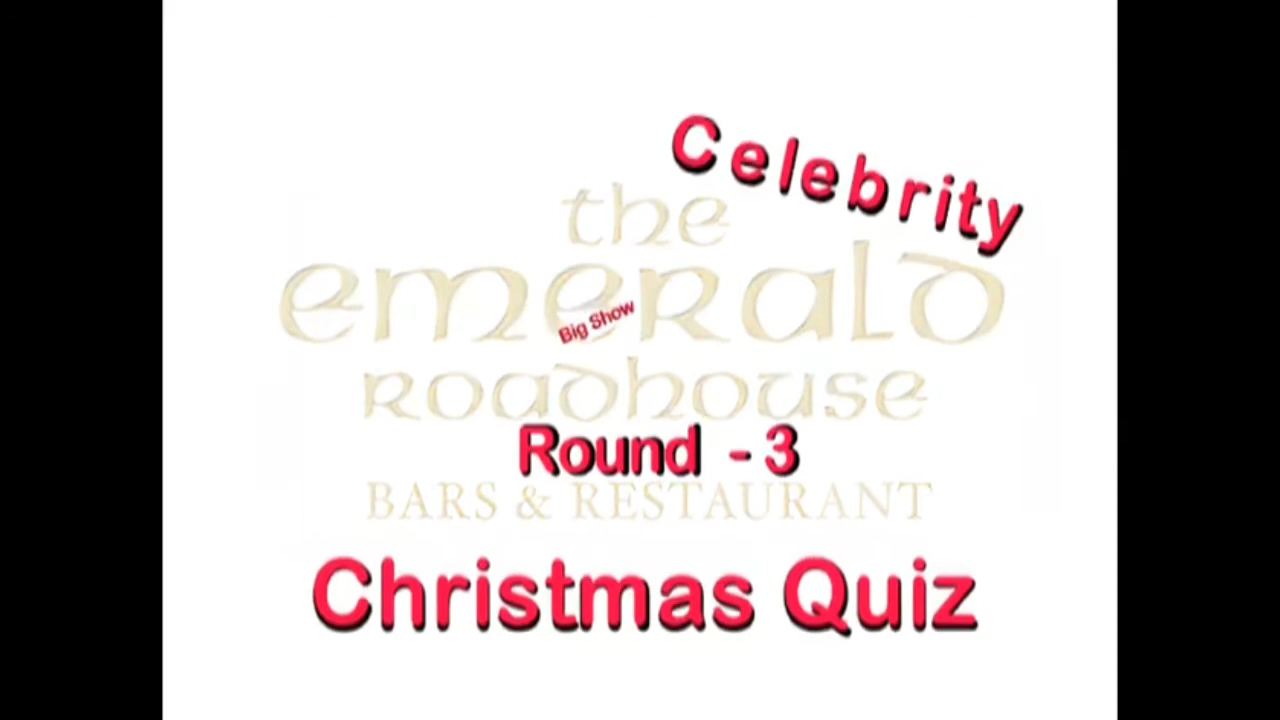 Celebrity
the
emerald
Big Show
roadhouse
Round - 3
BARS & RESTAURANT
Christmas Quiz